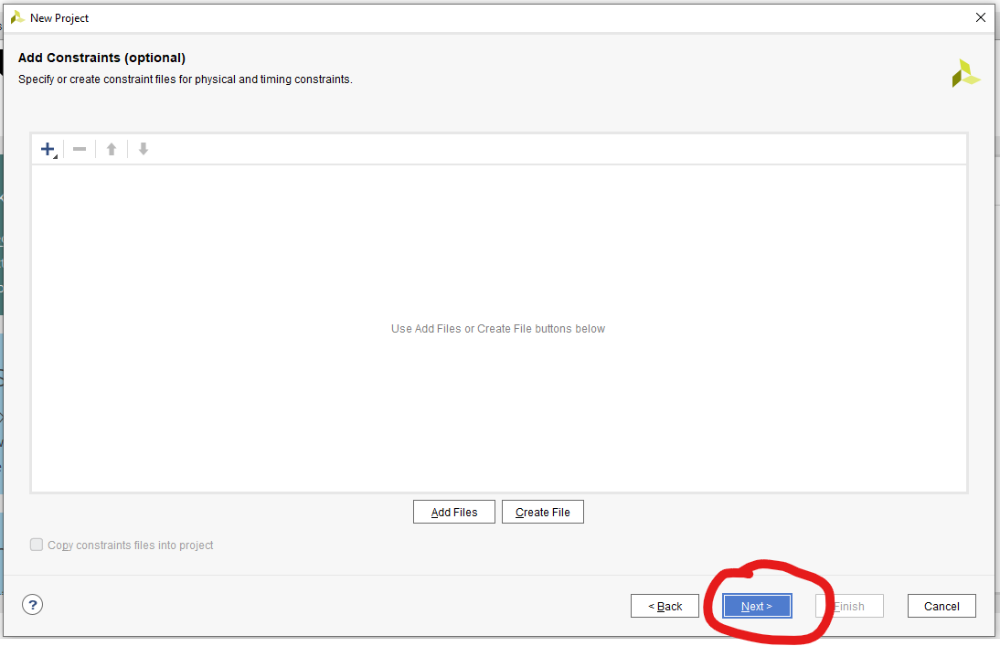 New Project
Add Constraints (optional)
Specify or create constraint files for physical and timing constraints.
Use Add Files or Create File buttons below
Add Files
Create File
Copy constraints files into project
?
< Back
Next >
Finish
Cancel